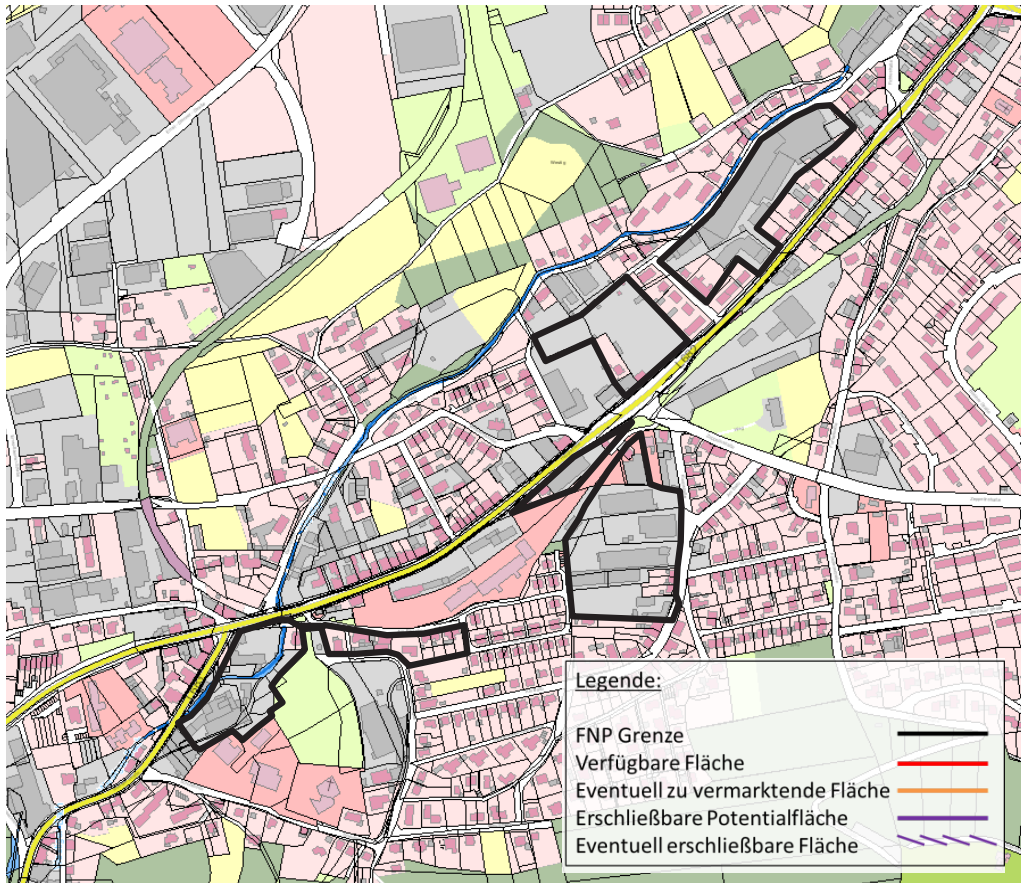 Legende:
FNP Grenze
Verfügbare Fläche
Eventuell zu vermarktende Fläche
Erschließbare Potentialfläche
Eventuell erschließbare Fläche